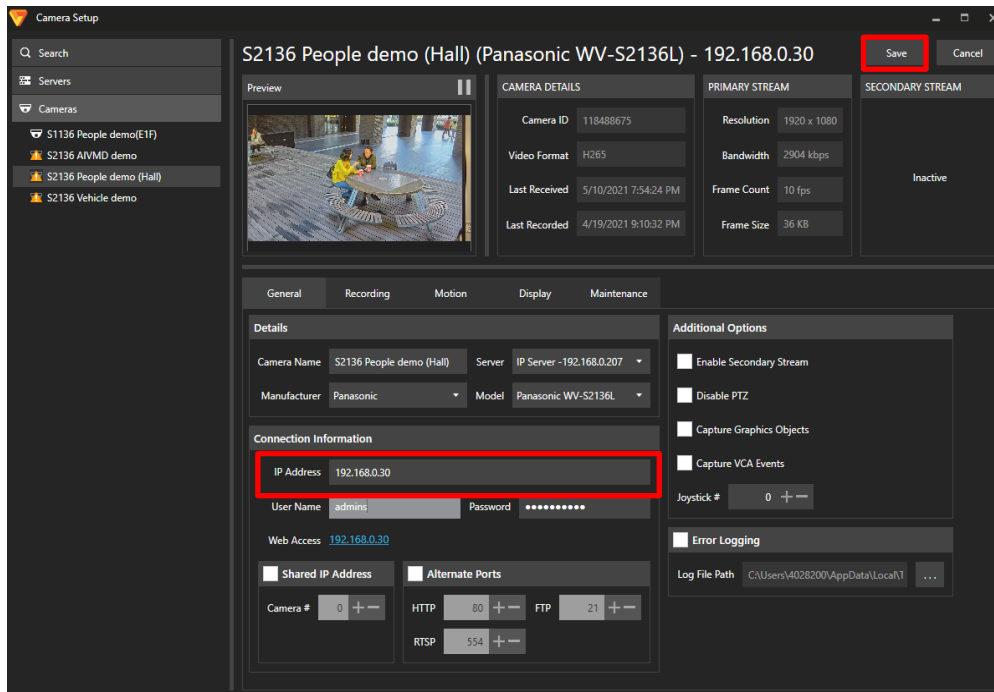 Camera Setup
Search
Servers
Cameras
S1136 People demo(E1F)
S2136 AIVMD demo
S2136 People demo (Hall)
S2136 Vehicle demo
S2136 People demo (Hall) (Panasonic WV-S2136L) - 192.168.0.30
Save
Cancel
Preview
CAMERA DETAILS
Camera ID 118488675
Video Format H265
Last Received 5/10/2021 7:54:24 PM
Last Recorded 4/19/2021 9:10:32 PM
PRIMARY STREAM
Resolution 1920 x 1080
Bandwidth 2904 kbps
Frame Count 10 fps
Frame Size 36 KB
SECONDARY STREAM
Inactive
General Recording Motion Display Maintenance
Details
Camera Name S2136 People demo (Hall) Server IP Server -192.168.0.207
Manufacturer Panasonic Model Panasonic WV-S2136L
Connection Information
IP Address 192.168.0.30
User Name admins Password ••••••••••
Web Access 192.168.0.30
Shared IP Address
Camera # 0
Alternate Ports
HTTP 80 FTP 21
RTSP 554
Additional Options
Enable Secondary Stream
Disable PTZ
Capture Graphics Objects
Capture VCA Events
Joystick # 0
Error Logging
Log File Path C:\Users\4028200\AppData\Local\T ...